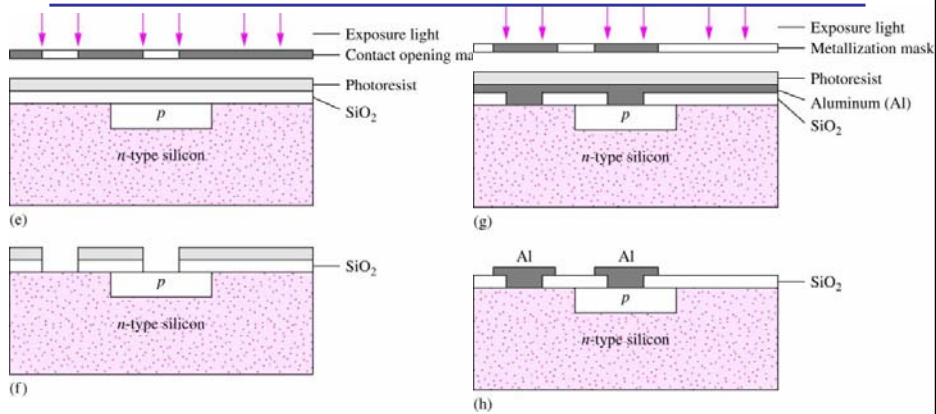 Exposure light
Contact opening ma
Photoresist
SiO₂
p
n-type silicon
(e)
SiO₂
p
n-type silicon
(f)
Exposure light
Metallization mask
Photoresist
Aluminum (Al)
SiO₂
p
n-type silicon
(g)
Al
Al
SiO₂
p
n-type silicon
(h)